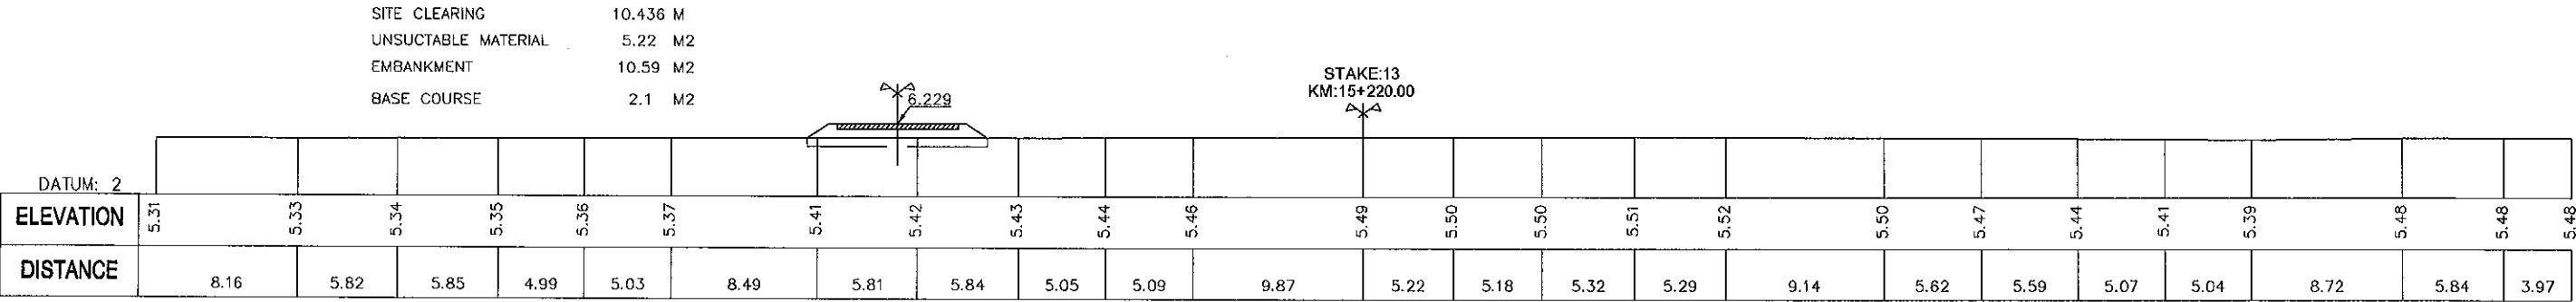 SITE CLEARING 10.436 M
UNSUCTABLE MATERIAL 5.22 M2
EMBANKMENT 10.59 M2
BASE COURSE 2.1 M2
6.229
STAKE:13
KM:15+220.00
DATUM: 2
ELEVATION 5.31 5.33 5.34 5.35 5.36 5.37 5.41 5.42 5.43 5.44 5.46 5.49 5.50 5.50 5.51 5.52 5.50 5.47 5.44 5.41 5.39 5.48 5.48 5.48
DISTANCE 8.16 5.82 5.85 4.99 5.03 8.49 5.81 5.84 5.05 5.09 9.87 5.22 5.18 5.32 5.29 9.14 5.62 5.59 5.07 5.04 8.72 5.84 3.97